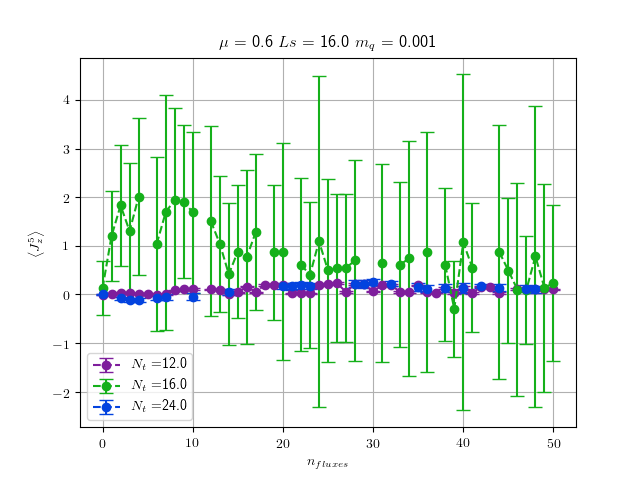 μ = 0.6 Ls = 16.0 m_q = 0.001
⟨J_z^5⟩
4
3
2
1
0
−1
−2
N_t =12.0
N_t =16.0
N_t =24.0
0 10 20 30 40 50
n_fluxes